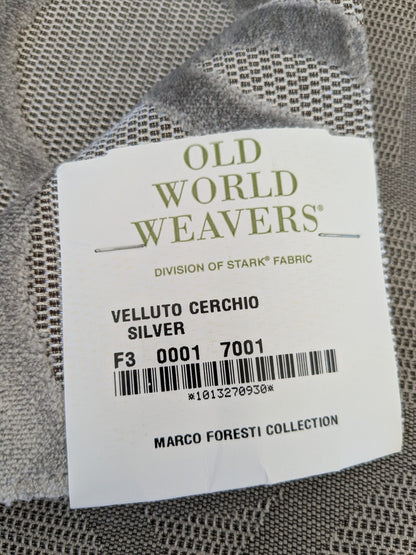 OLD
WORLD
WEAVERS®
DIVISION OF STARK® FABRIC
VELLUTO CERCHIO
SILVER
F3 0001 7001
*1013270930*
MARCO FORESTI COLLECTION